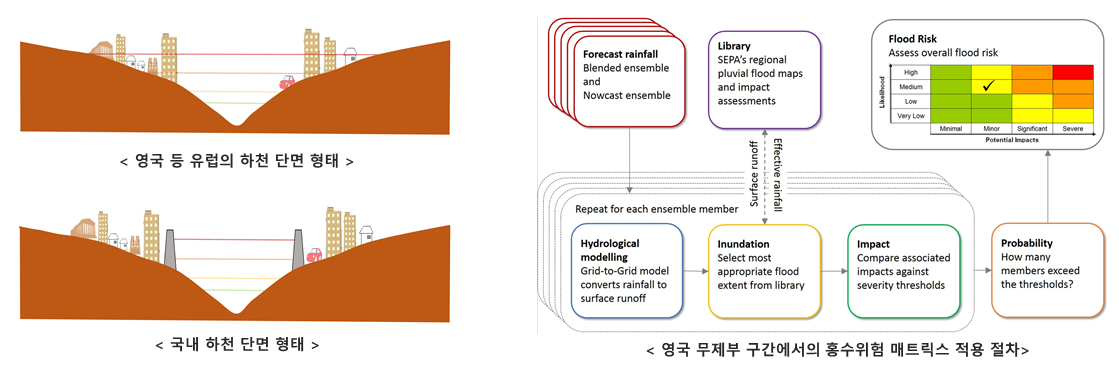 < 영국 등 유럽의 하천 단면 형태 >
< 국내 하천 단면 형태 >
Forecast rainfall
Blended ensemble
and
Nowcast ensemble
Library
SEPA's regional
pluvial flood maps
and impact
assessments
Flood Risk
Assess overall flood risk
Likelihood
High
Medium
Low
Very Low
Minimal
Minor
Significant
Severe
Potential Impacts
Surface runoff
Effective rainfall
Repeat for each ensemble member
Hydrological
modelling
Grid-to-Grid model
converts rainfall to
surface runoff
Inundation
Select most
appropriate flood
extent from library
Impact
Compare associated
impacts against
severity thresholds
Probability
How many
members exceed
the thresholds?
< 영국 무제부 구간에서의 홍수위험 매트릭스 적용 절차>